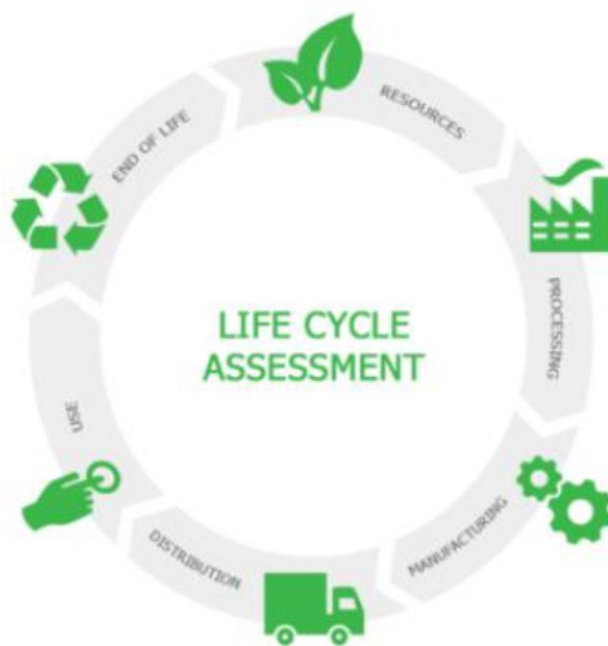 LIFE CYCLE
ASSESSMENT
RESOURCES
PROCESSING
MANUFACTURING
DISTRIBUTION
USE
END OF LIFE